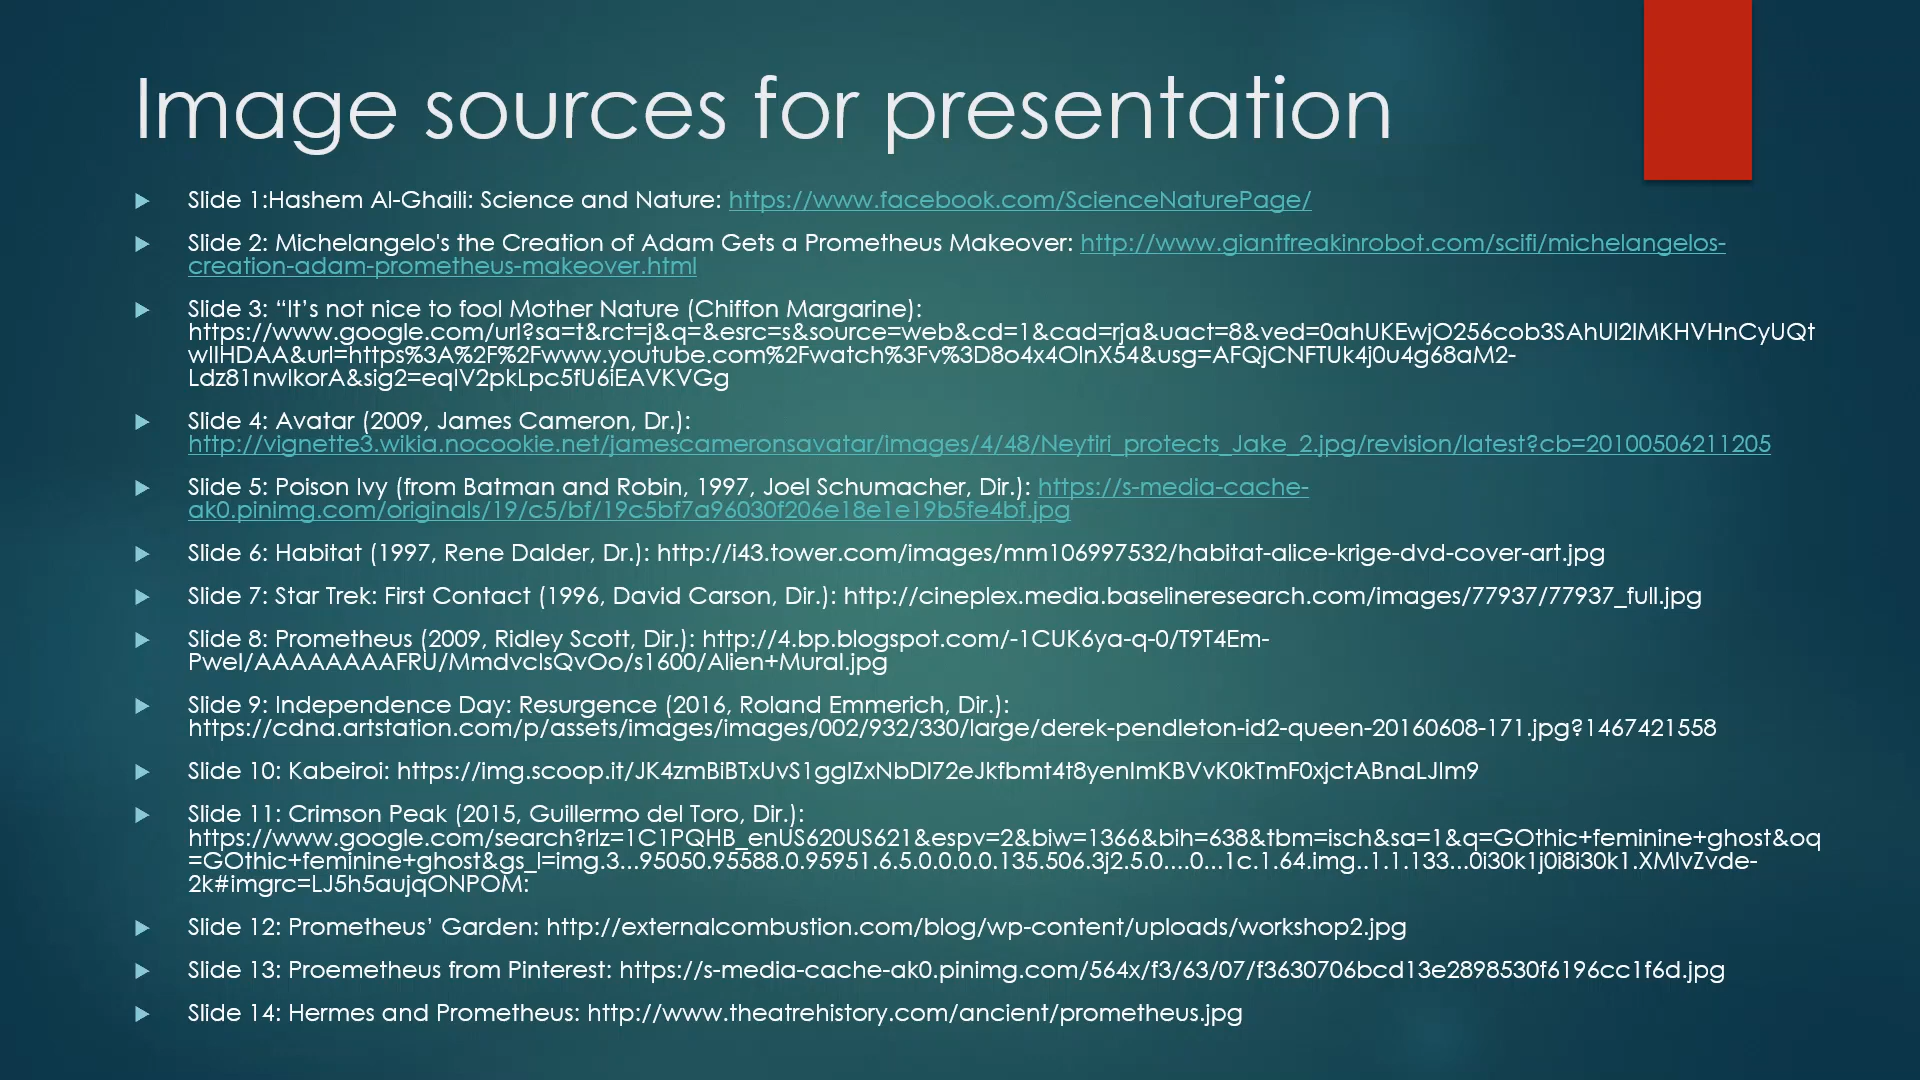 Image sources for presentation
Slide 1:Hashem Al-Ghaili: Science and Nature: https://www.facebook.com/ScienceNaturePage/
Slide 2: Michelangelo's the Creation of Adam Gets a Prometheus Makeover: http://www.giantfreakinrobot.com/scifi/michelangelos-
creation-adam-prometheus-makeover.html
Slide 3: “It’s not nice to fool Mother Nature (Chiffon Margarine):
https://www.google.com/url?sa=t&rct=j&q=&esrc=s&source=web&cd=1&cad=rja&uact=8&ved=0ahUKEwjO256cob3SAhUI2IMKHVHnCyUQt
wIIHDAA&url=https%3A%2F%2Fwww.youtube.com%2Fwatch%3Fv%3D8o4x4OlnX54&usg=AFQjCNFTUk4j0u4g68aM2-
Ldz81nwIkorA&sig2=eqIV2pkLpc5fU6iEAVKVGg
Slide 4: Avatar (2009, James Cameron, Dr.):
http://vignette3.wikia.nocookie.net/jamescameronsavatar/images/4/48/Neytiri_protects_Jake_2.jpg/revision/latest?cb=20100506211205
Slide 5: Poison Ivy (from Batman and Robin, 1997, Joel Schumacher, Dir.): https://s-media-cache-
ak0.pinimg.com/originals/19/c5/bf/19c5bf7a96030f206e18e1e19b5fe4bf.jpg
Slide 6: Habitat (1997, Rene Dalder, Dr.): http://i43.tower.com/images/mm106997532/habitat-alice-krige-dvd-cover-art.jpg
Slide 7: Star Trek: First Contact (1996, David Carson, Dir.): http://cineplex.media.baselineresearch.com/images/77937/77937_full.jpg
Slide 8: Prometheus (2009, Ridley Scott, Dir.): http://4.bp.blogspot.com/-1CUK6ya-q-0/T9T4Em-
PweI/AAAAAAAAFRU/MmdvclsQvOo/s1600/Alien+Mural.jpg
Slide 9: Independence Day: Resurgence (2016, Roland Emmerich, Dir.):
https://cdna.artstation.com/p/assets/images/images/002/932/330/large/derek-pendleton-id2-queen-20160608-171.jpg?1467421558
Slide 10: Kabeiroi: https://img.scoop.it/JK4zmBiBTxUvS1ggIZxNbDl72eJkfbmt4t8yenImKBVvK0kTmF0xjctABnaLJIm9
Slide 11: Crimson Peak (2015, Guillermo del Toro, Dir.):
https://www.google.com/search?rlz=1C1PQHB_enUS620US621&espv=2&biw=1366&bih=638&tbm=isch&sa=1&q=GOthic+feminine+ghost&oq
=GOthic+feminine+ghost&gs_l=img.3...95050.95588.0.95951.6.5.0.0.0.0.135.506.3j2.5.0....0...1c.1.64.img..1.1.133...0i30k1j0i8i30k1.XMIvZvde-
2k#imgrc=LJ5h5aujqONPOM:
Slide 12: Prometheus’ Garden: http://externalcombustion.com/blog/wp-content/uploads/workshop2.jpg
Slide 13: Proemetheus from Pinterest: https://s-media-cache-ak0.pinimg.com/564x/f3/63/07/f3630706bcd13e2898530f6196cc1f6d.jpg
Slide 14: Hermes and Prometheus: http://www.theatrehistory.com/ancient/prometheus.jpg